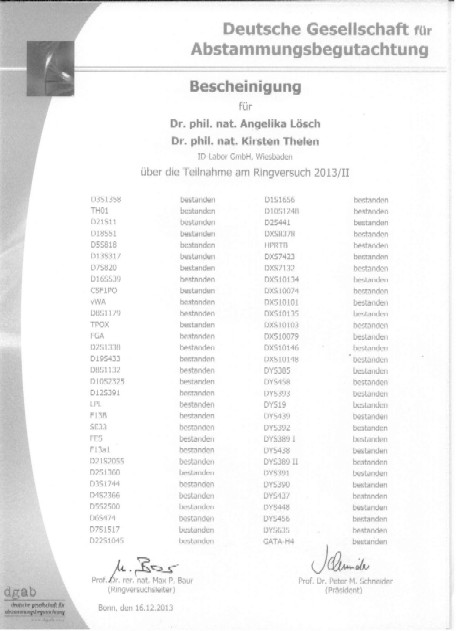 Deutsche Gesellschaft für
Abstammungsbegutachtung
Bescheinigung
für
Dr. phil. nat. Angelika Lösch
Dr. phil. nat. Kirsten Thelen
ID Labor GmbH, Wiesbaden
über die Teilnahme am Ringversuch 2013/II
D3S1358 bestanden D1S1656 bestanden
TH01 bestanden D10S1248 bestanden
D21S11 bestanden D2S441 bestanden
D18S51 bestanden DXS8378 bestanden
D5S818 bestanden HPRTB bestanden
D13S317 bestanden DXS7423 bestanden
D7S820 bestanden DXS7132 bestanden
D16S539 bestanden DXS10134 bestanden
CSF1PO bestanden DXS10074 bestanden
vWA bestanden DXS10101 bestanden
D8S1179 bestanden DXS10135 bestanden
TPOX bestanden DXS10103 bestanden
FGA bestanden DXS10079 bestanden
D2S1338 bestanden DXS10146 bestanden
D19S433 bestanden DXS10148 bestanden
D8S1132 bestanden DYS385 bestanden
D10S2325 bestanden DYS458 bestanden
D12S391 bestanden DYS393 bestanden
LPL bestanden DYS19 bestanden
F13B bestanden DYS439 bestanden
SE33 bestanden DYS392 bestanden
FES bestanden DYS389 I bestanden
F13a1 bestanden DYS438 bestanden
D21S2055 bestanden DYS389 II bestanden
D2S1360 bestanden DYS391 bestanden
D3S1744 bestanden DYS390 bestanden
D4S2366 bestanden DYS437 bestanden
D5S2500 bestanden DYS448 bestanden
D6S474 bestanden DYS456 bestanden
D7S1517 bestanden DYS635 bestanden
D22S1045 bestanden GATA-H4 bestanden
Prof. Dr. rer. nat. Max P. Baur Prof. Dr. Peter M. Schneider
(Ringversuchsleiter) (Präsident)
dgab
deutsche gesellschaft für
abstammungsbegutachtung
Bonn, den 16.12.2013